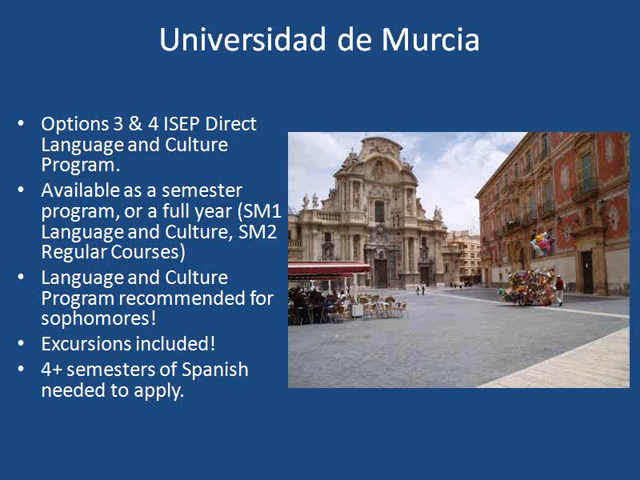 Universidad de Murcia
• Options 3 & 4 ISEP Direct
Language and Culture
Program.
• Available as a semester
program, or a full year (SM1
Language and Culture, SM2
Regular Courses)
• Language and Culture
Program recommended for
sophomores!
• Excursions included!
• 4+ semesters of Spanish
needed to apply.